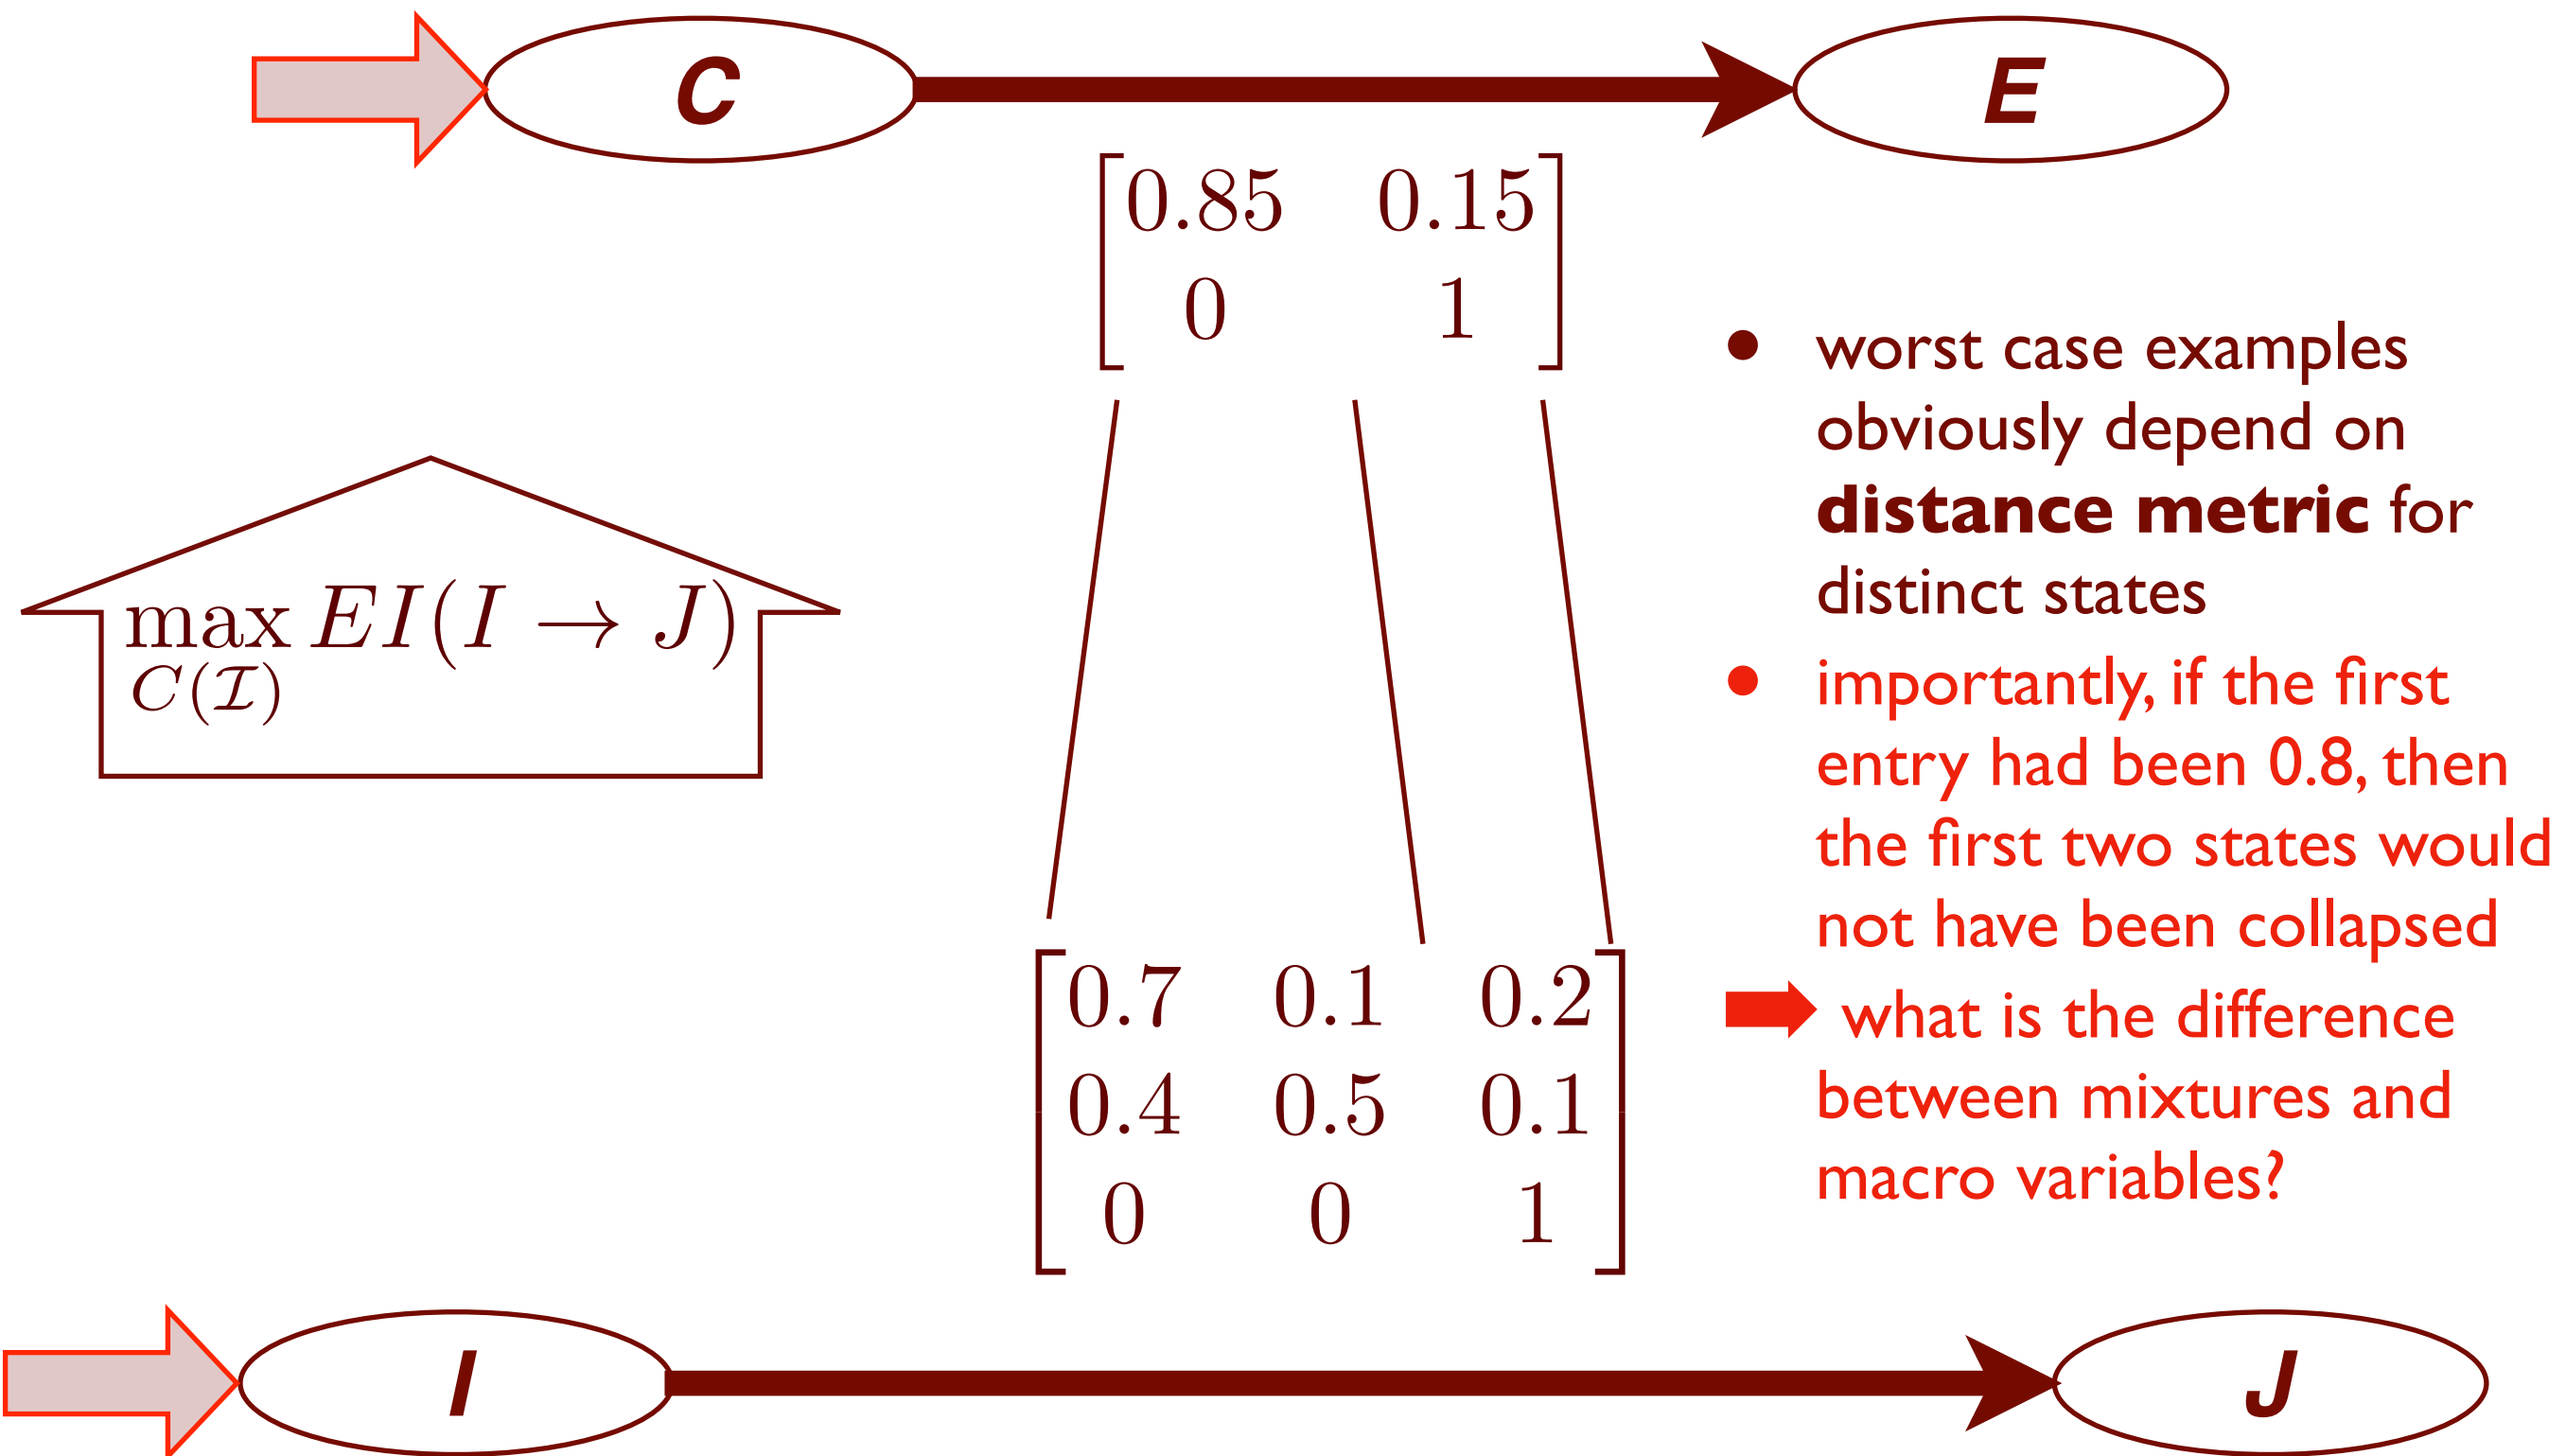 C
E
0.85 0.15
0 1
• worst case examples
obviously depend on
distance metric for
distinct states
• importantly, if the first
entry had been 0.8, then
the first two states would
not have been collapsed
what is the difference
between mixtures and
macro variables?
max EI(I → J)
C(ℐ)
0.7 0.1 0.2
0.4 0.5 0.1
0 0 1
I
J